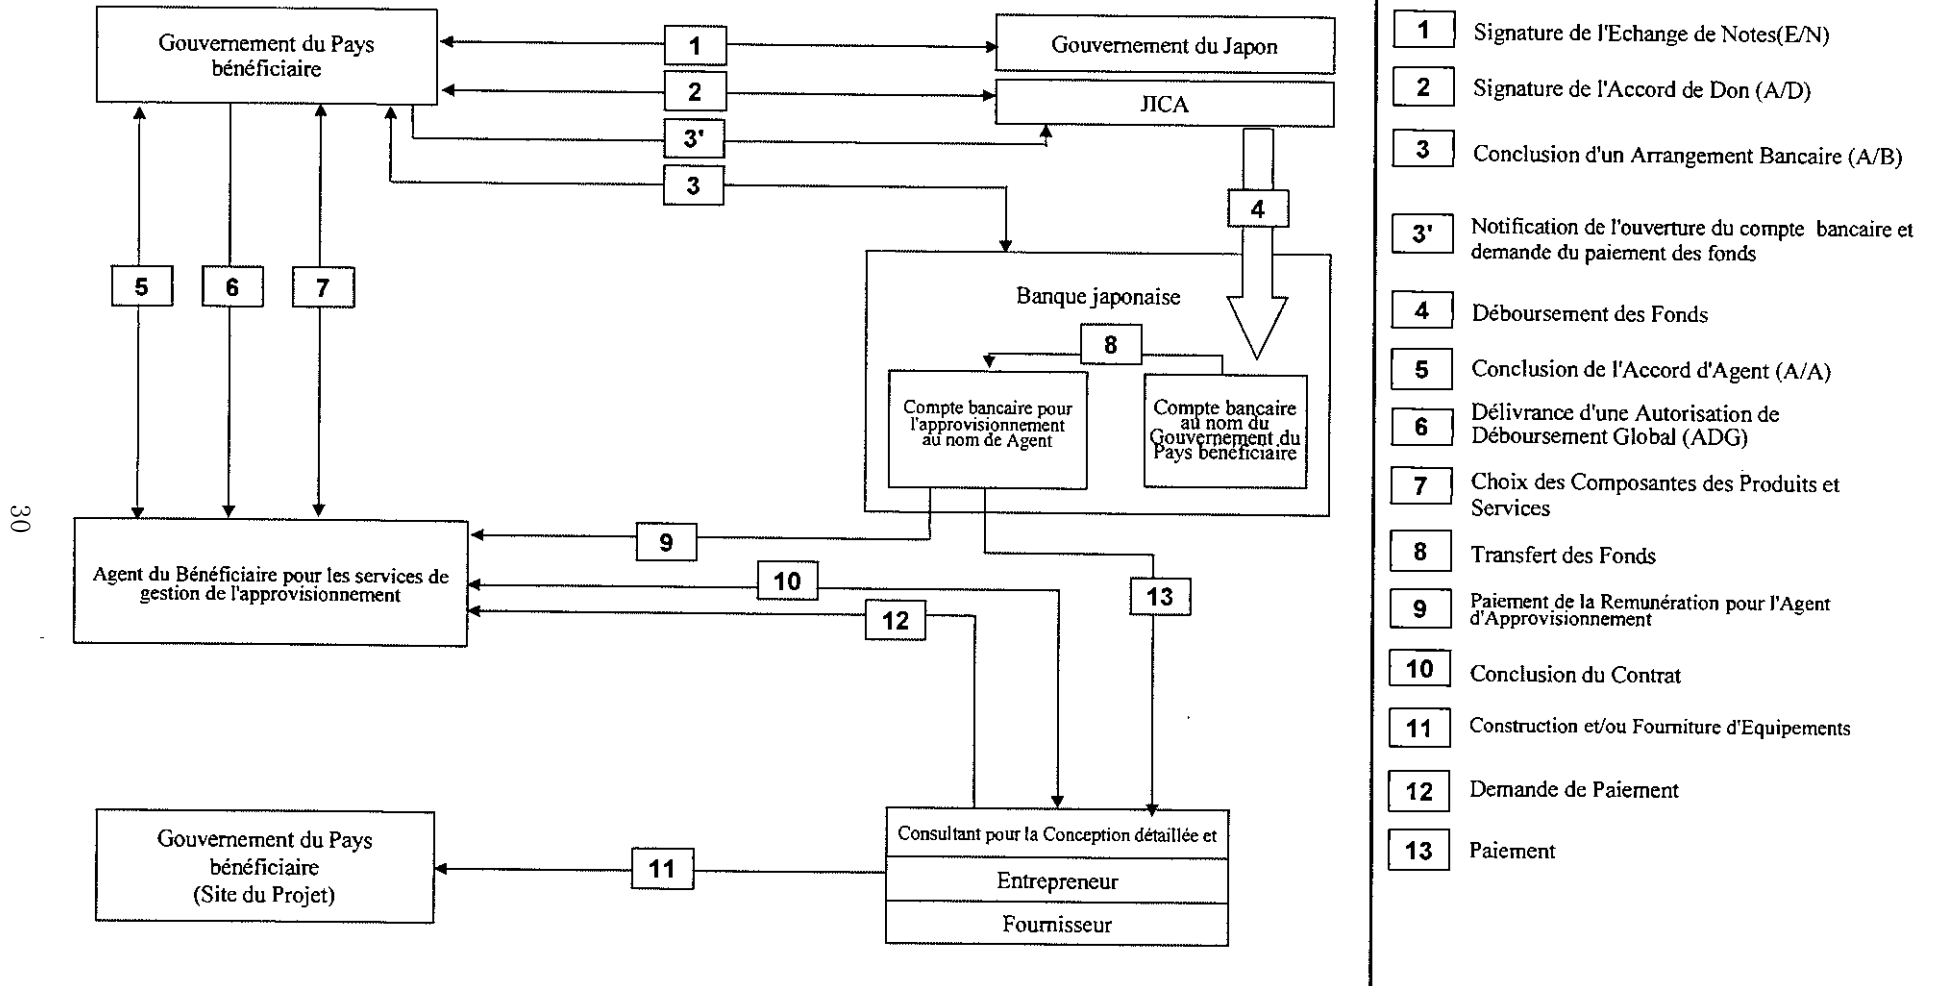 Gouvernement du Pays
bénéficiaire
1
Gouvernement du Japon
2
JICA
3'
3
4
5
6
7
Banque japonaise
8
Compte bancaire pour
l'approvisionnement
au nom de Agent
Compte bancaire
au nom du
Gouvernement du
Pays bénéficiaire
9
Agent du Bénéficiaire pour les services de
gestion de l'approvisionnement
10
12
13
Gouvernement du Pays
bénéficiaire
(Site du Projet)
11
Consultant pour la Conception détaillée et
Entrepreneur
Fournisseur
30
1 Signature de l'Echange de Notes(E/N)
2 Signature de l'Accord de Don (A/D)
3 Conclusion d'un Arrangement Bancaire (A/B)
3' Notification de l'ouverture du compte bancaire et
demande du paiement des fonds
4 Déboursement des Fonds
5 Conclusion de l'Accord d'Agent (A/A)
6 Délivrance d'une Autorisation de
Déboursement Global (ADG)
7 Choix des Composantes des Produits et
Services
8 Transfert des Fonds
9 Paiement de la Remunération pour l'Agent
d'Approvisionnement
10 Conclusion du Contrat
11 Construction et/ou Fourniture d'Equipements
12 Demande de Paiement
13 Paiement